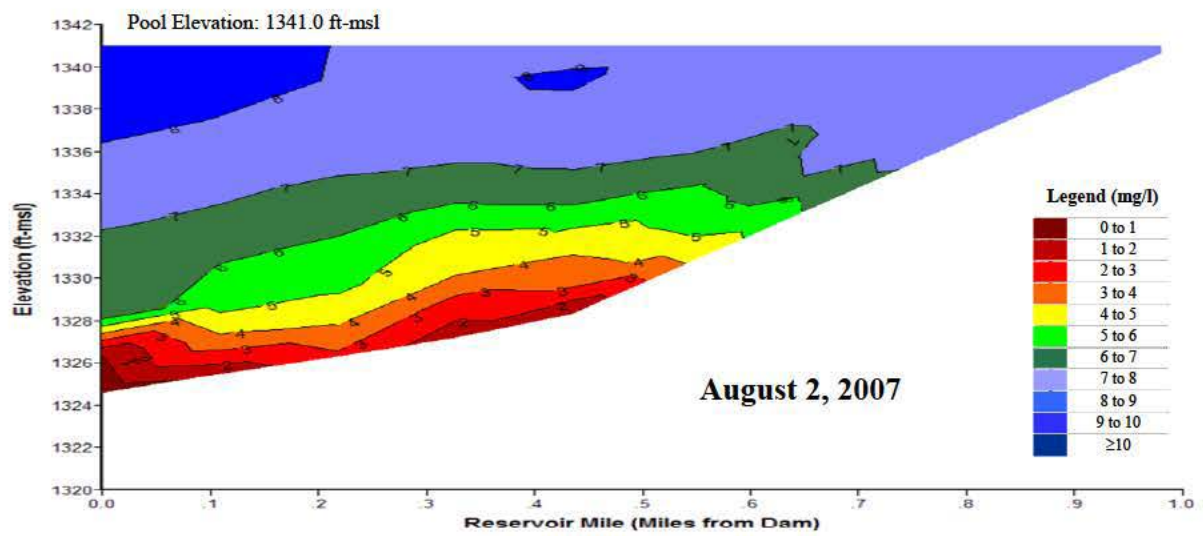 Pool Elevation: 1341.0 ft-msl
1342
1340
1338
1336
1334
1332
1330
1328
1326
1324
1322
1320
Elevation (ft-msl)
0.0 .1 .2 .3 .4 .5 .6 .7 .8 .9 1.0
Reservoir Mile (Miles from Dam)
August 2, 2007
Legend (mg/l)
0 to 1
1 to 2
2 to 3
3 to 4
4 to 5
5 to 6
6 to 7
7 to 8
8 to 9
9 to 10
≥10